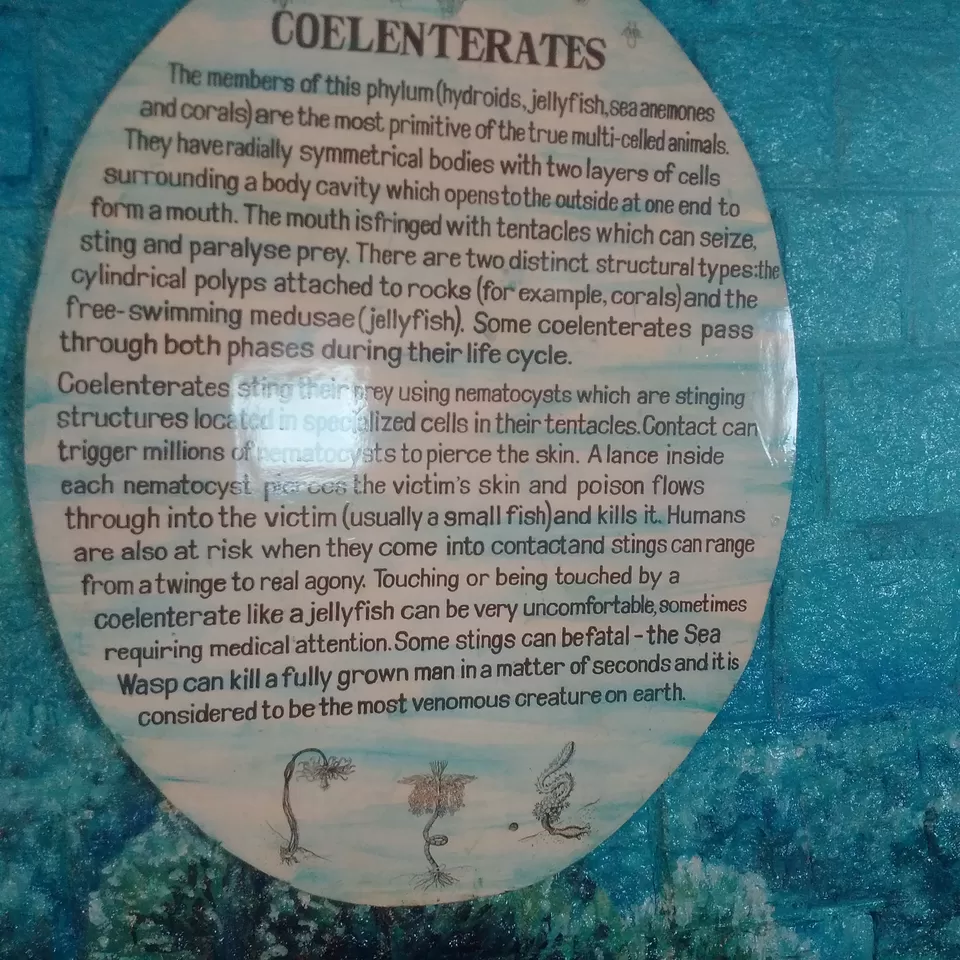 COELENTERATES
The members of this phylum (hydroids, jellyfish, sea anemones
and corals) are the most primitive of the true multi-celled animals.
They have radially symmetrical bodies with two layers of cells
surrounding a body cavity which opens to the outside at one end to
form a mouth. The mouth is fringed with tentacles which can seize,
sting and paralyse prey. There are two distinct structural types: the
cylindrical polyps attached to rocks (for example, corals) and the
free-swimming medusae (jellyfish). Some coelenterates pass
through both phases during their life cycle.
Coelenterates sting their prey using nematocysts which are stinging
structures located in specialized cells in their tentacles. Contact can
trigger millions of nematocysts to pierce the skin. A lance inside
each nematocyst pierces the victim's skin and poison flows
through into the victim (usually a small fish) and kills it. Humans
are also at risk when they come into contact and stings can range
from a twinge to real agony. Touching or being touched by a
coelenterate like a jellyfish can be very uncomfortable, sometimes
requiring medical attention. Some stings can be fatal - the Sea
Wasp can kill a fully grown man in a matter of seconds and it is
considered to be the most venomous creature on earth.